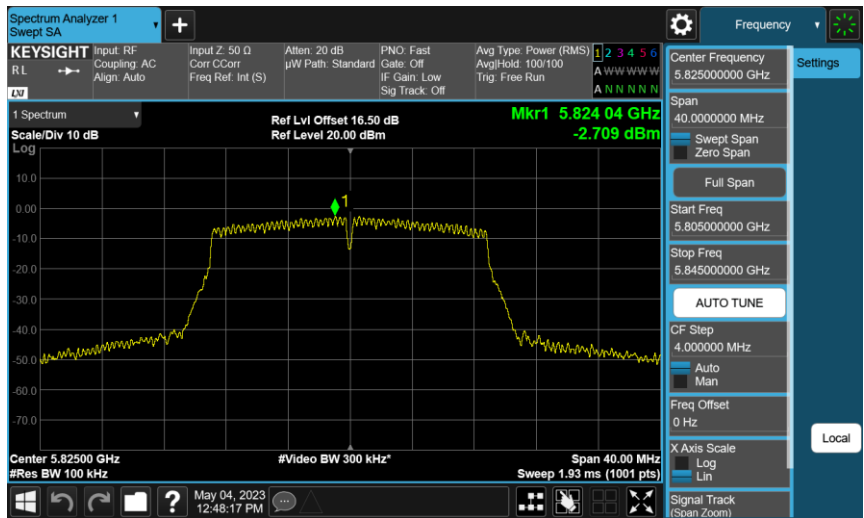 Spectrum Analyzer 1
Swept SA
Frequency
KEYSIGHT
RL
LXI
Input: RF
Coupling: AC
Align: Auto
Input Z: 50 Ω
Corr CCorr
Freq Ref: Int (S)
Atten: 20 dB
µW Path: Standard
PNO: Fast
Gate: Off
IF Gain: Low
Sig Track: Off
Avg Type: Power (RMS)
Avg|Hold: 100/100
Trig: Free Run
1 2 3 4 5 6
A W W W W W
A N N N N N
1 Spectrum
Scale/Div 10 dB
Log
Ref Lvl Offset 16.50 dB
Ref Level 20.00 dBm
Mkr1 5.824 04 GHz
-2.709 dBm
1
10.0
0.00
-10.0
-20.0
-30.0
-40.0
-50.0
-60.0
-70.0
Center 5.82500 GHz
#Res BW 100 kHz
#Video BW 300 kHz*
Span 40.00 MHz
Sweep 1.93 ms (1001 pts)
May 04, 2023
12:48:17 PM
?
Center Frequency
5.825000000 GHz
Span
40.0000000 MHz
Swept Span
Zero Span
Full Span
Start Freq
5.805000000 GHz
Stop Freq
5.845000000 GHz
AUTO TUNE
CF Step
4.000000 MHz
Auto
Man
Freq Offset
0 Hz
X Axis Scale
Log
Lin
Signal Track
(Span Zoom)
Settings
Local